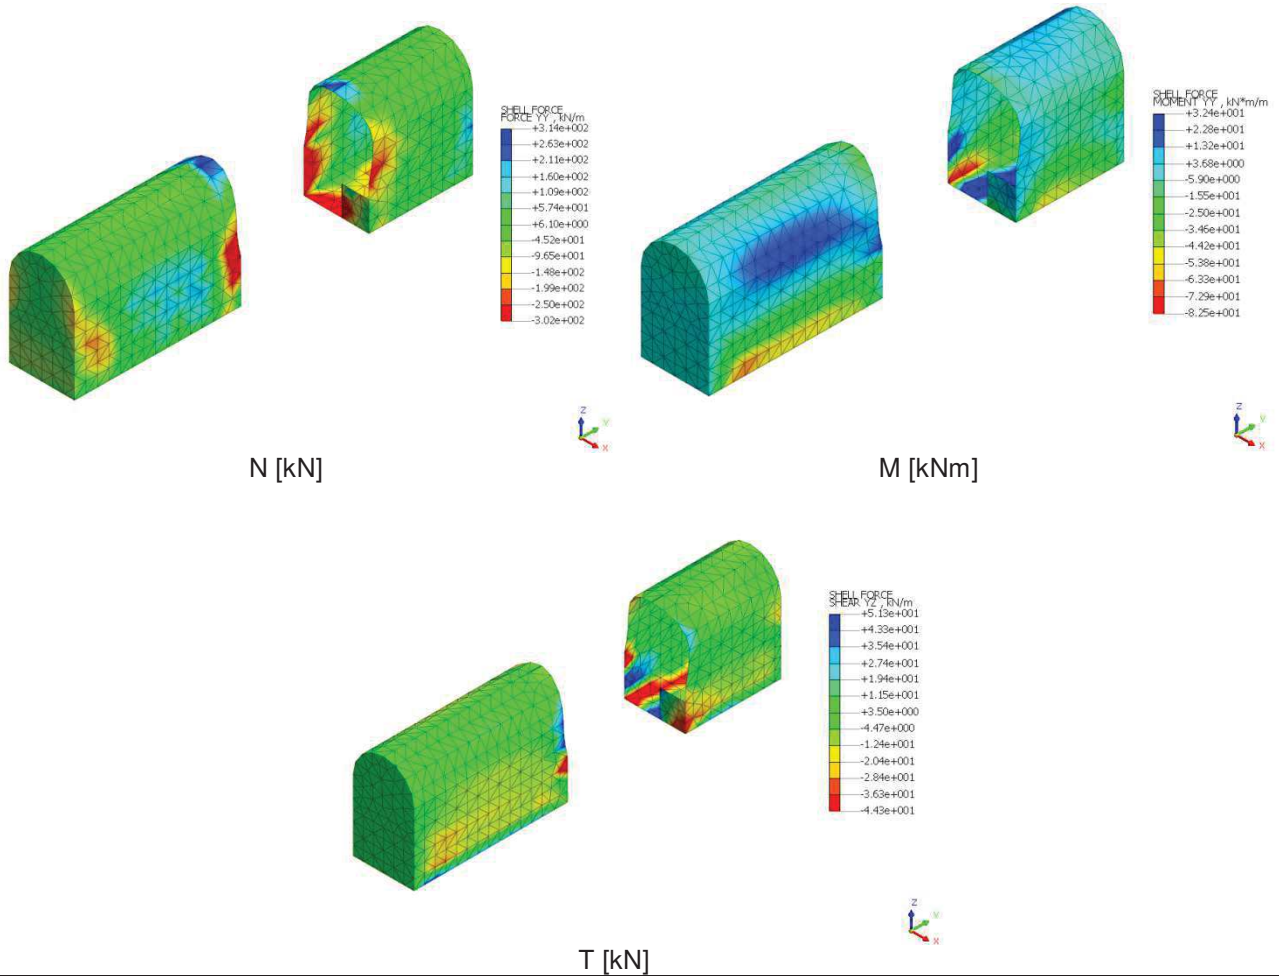 SHELL FORCE
FORCE YY , kN/m
+3.14e+002
+2.63e+002
+2.11e+002
+1.60e+002
+1.09e+002
+5.74e+001
+6.10e+000
-4.52e+001
-9.65e+001
-1.48e+002
-1.99e+002
-2.50e+002
-3.02e+002
Z
Y
X
N [kN]
SHELL FORCE
MOMENT YY , kN*m/m
+3.24e+001
+2.28e+001
+1.32e+001
+3.68e+000
-5.90e+000
-1.55e+001
-2.50e+001
-3.46e+001
-4.42e+001
-5.38e+001
-6.33e+001
-7.29e+001
-8.25e+001
Z
Y
X
M [kNm]
SHELL FORCE
SHEAR YZ , kN/m
+5.13e+001
+4.33e+001
+3.54e+001
+2.74e+001
+1.94e+001
+1.15e+001
+3.50e+000
-4.47e+000
-1.24e+001
-2.04e+001
-2.84e+001
-3.63e+001
-4.43e+001
Z
Y
X
T [kN]